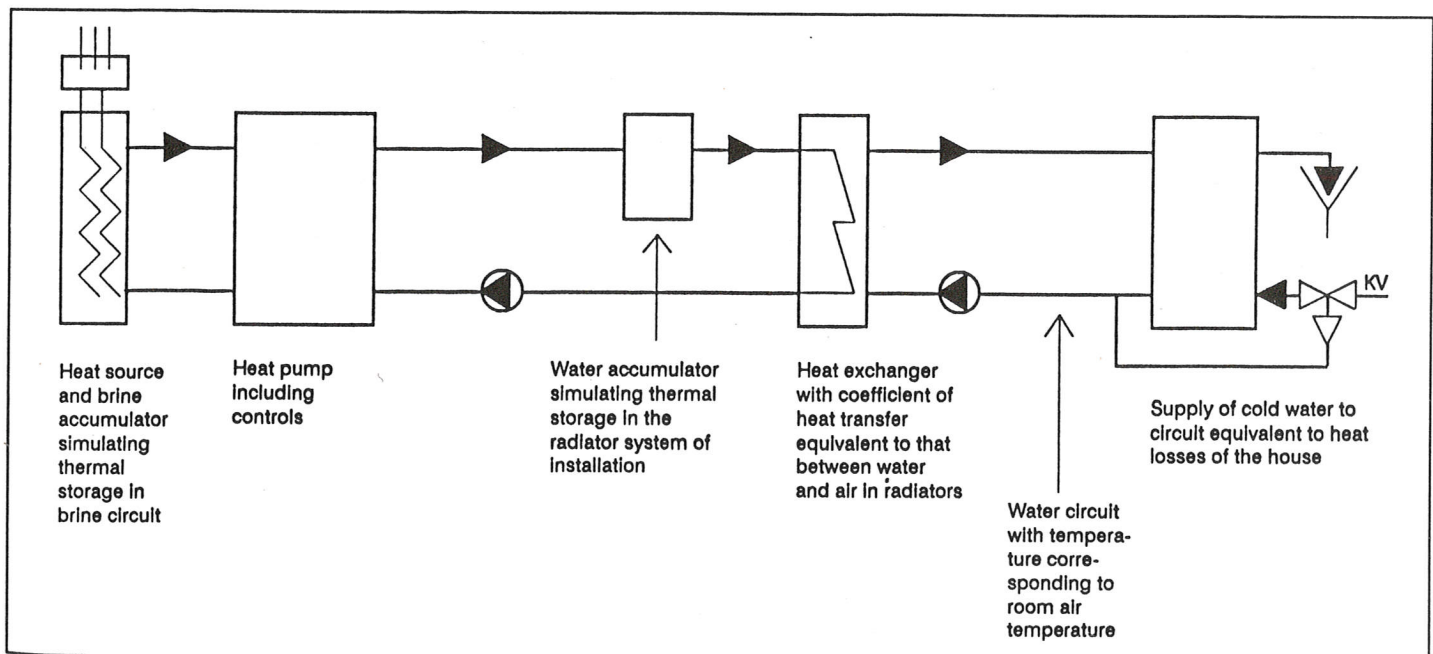 KV
Heat source
and brine
accumulator
simulating
thermal
storage in
brine circuit
Heat pump
including
controls
Water accumulator
simulating thermal
storage in the
radiator system of
installation
Heat exchanger
with coefficient of
heat transfer
equivalent to that
between water
and air in radiators
Water circuit
with tempera-
ture corre-
sponding to
room air
temperature
Supply of cold water to
circuit equivalent to heat
losses of the house